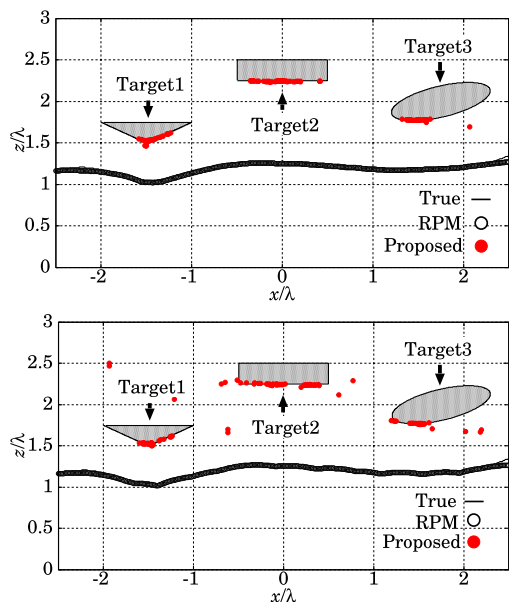 3
2.5
2
1.5
1
0.5
0
z/λ
Target1
Target2
Target3
True
RPM
Proposed
-2 -1 0 1 2
x/λ
3
2.5
2
1.5
1
0.5
0
z/λ
Target1
Target2
Target3
True
RPM
Proposed
-2 -1 0 1 2
x/λ